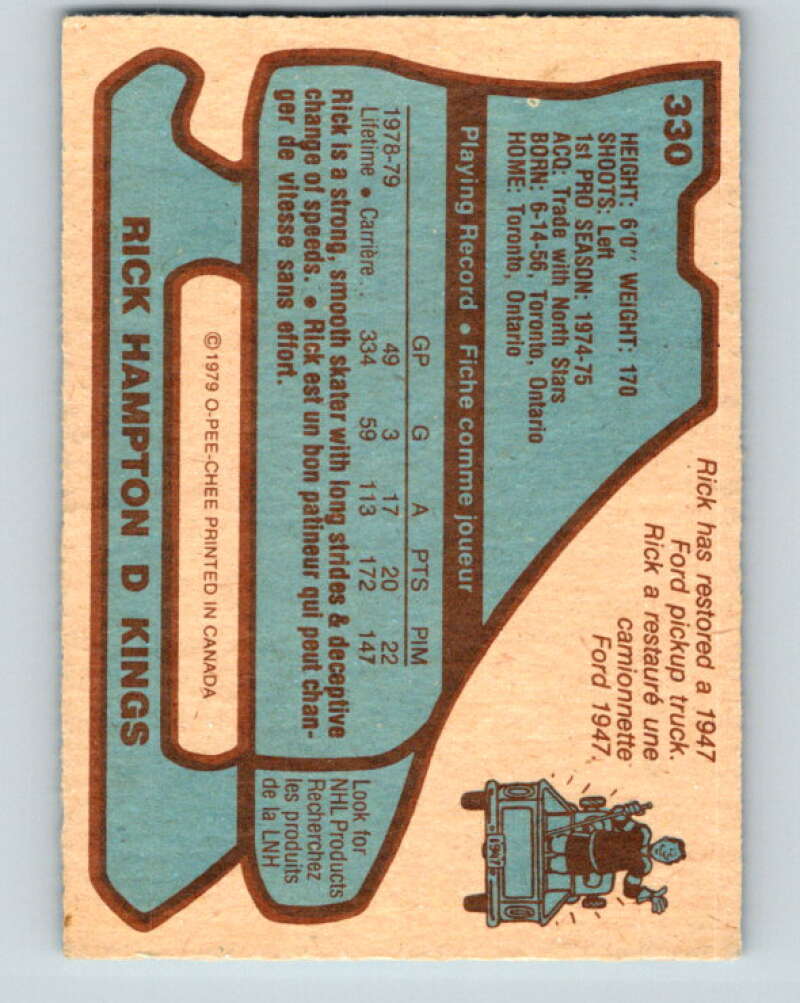 330
HEIGHT: 6'0" WEIGHT: 170
SHOOTS: Left
1st PRO SEASON: 1974-75
ACQ: Trade with North Stars
BORN: 6-14-56, Toronto, Ontario
HOME: Toronto, Ontario
Rick has restored a 1947
Ford pickup truck.
Rick a restauré une
camionnette
Ford 1947.
1947
Playing Record • Fiche comme joueur
GP G A PTS PIM
1978-79 49 3 17 20 22
Lifetime • Carrière... 334 59 113 172 147
Rick is a strong, smooth skater with long strides & deceptive
change of speeds. • Rick est un bon patineur qui peut chan-
ger de vitesse sans effort.
Look for
NHL Products
Recherchez
les produits
de la LNH
©1979 O-PEE-CHEE PRINTED IN CANADA
RICK HAMPTON D KINGS